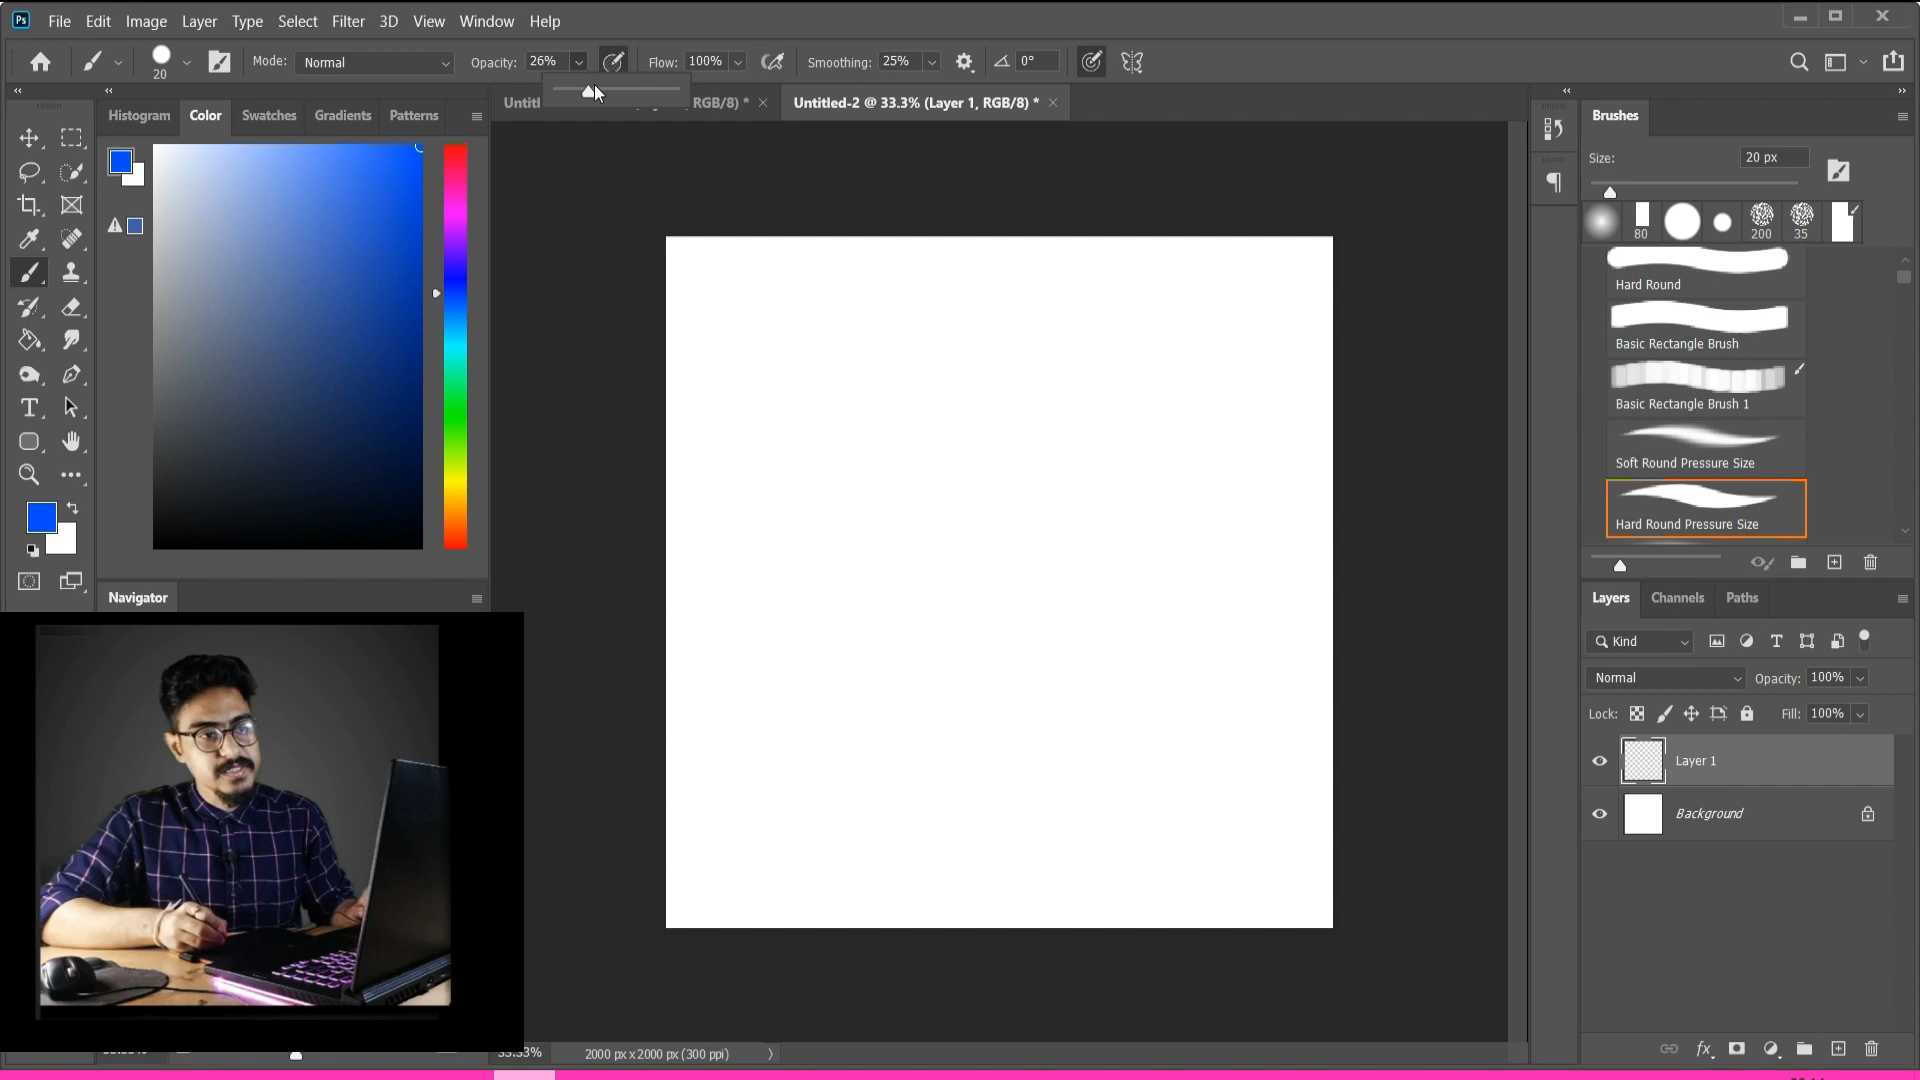 Ps File Edit Image Layer Type Select Filter 3D View Window Help
20 Mode: Normal Opacity: 26% Flow: 100% Smoothing: 25% 0°
Untitl RGB/8) * Untitled-2 @ 33.3% (Layer 1, RGB/8) *
Histogram Color Swatches Gradients Patterns
Navigator
33.33% 2000 px x 2000 px (300 ppi)
Brushes
Size: 20 px
80 200 35
Hard Round
Basic Rectangle Brush
Basic Rectangle Brush 1
Soft Round Pressure Size
Hard Round Pressure Size
Layers Channels Paths
Kind
Normal Opacity: 100%
Lock: Fill: 100%
Layer 1
Background